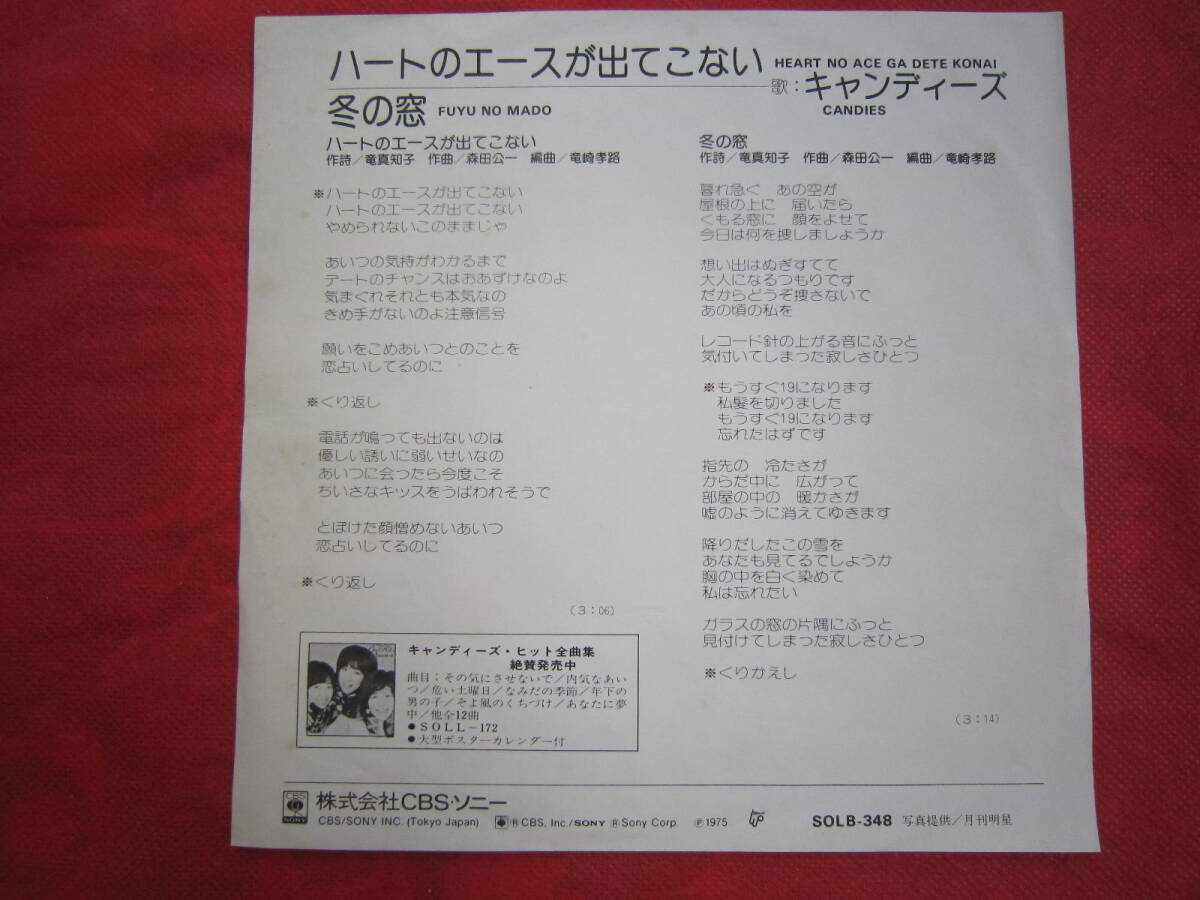 ハートのエースが出てこない HEART NO ACE GA DETE KONAI
歌：キャンディーズ
CANDIES
冬の窓 FUYU NO MADO
ハートのエースが出てこない
作詩／竜真知子 作曲／森田公一 編曲／竜崎孝路
※ハートのエースが出てこない
ハートのエースが出てこない
やめられないこのままじゃ
あいつの気持がわかるまで
デートのチャンスはおあずけなのよ
気まぐれそれとも本気なの
きめ手がないのよ注意信号
願いをこめあいつとのことを
恋占いしてるのに
※くり返し
電話が鳴っても出ないのは
優しい誘いに弱いせいなの
あいつに会ったら今度こそ
ちいさなキッスをうばわれそうで
とぼけた顔憎めないあいつ
恋占いしてるのに
※くり返し
（3：06）
キャンディーズ・ヒット全曲集
絶賛発売中
曲目：その気にさせないで／内気なあい
つ／危い土曜日／なみだの季節／年下の
男の子／そよ風のくちづけ／あなたに夢
中／他全12曲
●SOLL-172
●大型ポスターカレンダー付
冬の窓
作詩／竜真知子 作曲／森田公一 編曲／竜崎孝路
暮れ急ぐ あの空が
屋根の上に 届いたら
くもる窓に 顔をよせて
今日は何を捜しましょうか
想い出はぬぎすてて
大人になるつもりです
だからどうぞ捜さないで
あの頃の私を
レコード針の上がる音にふっと
気付いてしまった寂しさひとつ
※もうすぐ19になります
私髪を切りました
もうすぐ19になります
忘れたはずです
指先の 冷たさが
からだ中に 広がって
部屋の中の 暖かさが
嘘のように消えてゆきます
降りだしたこの雪を
あなたも見てるでしょうか
胸の中を白く染めて
私は忘れたい
ガラスの窓の片隅にふっと
見付けてしまった寂しさひとつ
※くりかえし
（3：14）
CBS
SONY
株式会社CBS・ソニー
CBS/SONY INC. (Tokyo Japan) ®CBS, Inc./SONY ®Sony Corp. ℗1975 SOLB-348 写真提供／月刊明星